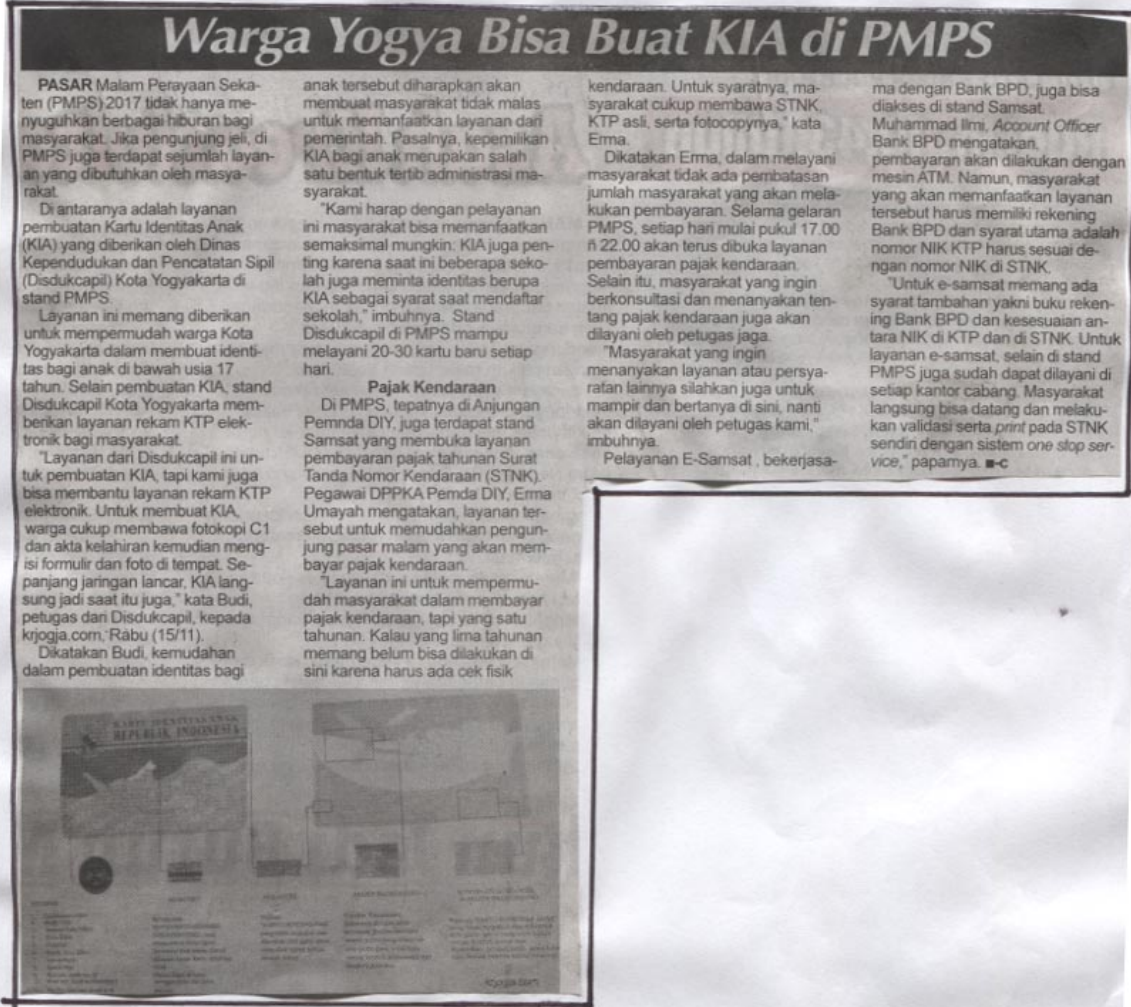 Warga Yogya Bisa Buat KIA di PMPS
PASAR Malam Perayaan Seka-
ten (PMPS) 2017 tidak hanya me-
nyuguhkan berbagai hiburan bagi
masyarakat. Jika pengunjung jeli, di
PMPS juga terdapat sejumlah layan-
an yang dibutuhkan oleh masya-
rakat.
Di antaranya adalah layanan
pembuatan Kartu Identitas Anak
(KIA) yang diberikan oleh Dinas
Kependudukan dan Pencatatan Sipil
(Disdukcapil) Kota Yogyakarta di
stand PMPS.
Layanan ini memang diberikan
untuk mempermudah warga Kota
Yogyakarta dalam membuat identi-
tas bagi anak di bawah usia 17
tahun. Selain pembuatan KIA, stand
Disdukcapil Kota Yogyakarta mem-
berikan layanan rekam KTP elek-
tronik bagi masyarakat.
"Layanan dari Disdukcapil ini un-
tuk pembuatan KIA, tapi kami juga
bisa membantu layanan rekam KTP
elektronik. Untuk membuat KIA,
warga cukup membawa fotokopi C1
dan akta kelahiran kemudian meng-
isi formulir dan foto di tempat. Se-
panjang jaringan lancar, KIA lang-
sung jadi saat itu juga," kata Budi,
petugas dari Disdukcapil, kepada
krjogja.com, Rabu (15/11).
Dikatakan Budi, kemudahan
dalam pembuatan identitas bagi
anak tersebut diharapkan akan
membuat masyarakat tidak malas
untuk memanfaatkan layanan dari
pemerintah. Pasalnya, kepemilikan
KIA bagi anak merupakan salah
satu bentuk tertib administrasi ma-
syarakat.
"Kami harap dengan pelayanan
ini masyarakat bisa memanfaatkan
semaksimal mungkin. KIA juga pen-
ting karena saat ini beberapa seko-
lah juga meminta identitas berupa
KIA sebagai syarat saat mendaftar
sekolah," imbuhnya. Stand
Disdukcapil di PMPS mampu
melayani 20-30 kartu baru setiap
hari.
Pajak Kendaraan
Di PMPS, tepatnya di Anjungan
Pemnda DIY, juga terdapat stand
Samsat yang membuka layanan
pembayaran pajak tahunan Surat
Tanda Nomor Kendaraan (STNK).
Pegawai DPPKA Pemda DIY, Erma
Umayah mengatakan, layanan ter-
sebut untuk memudahkan pengun-
jung pasar malam yang akan mem-
bayar pajak kendaraan.
"Layanan ini untuk mempermu-
dah masyarakat dalam membayar
pajak kendaraan, tapi yang satu
tahunan. Kalau yang lima tahunan
memang belum bisa dilakukan di
sini karena harus ada cek fisik
kendaraan. Untuk syaratnya, ma-
syarakat cukup membawa STNK,
KTP asli, serta fotocopynya," kata
Erma.
Dikatakan Erma, dalam melayani
masyarakat tidak ada pembatasan
jumlah masyarakat yang akan mela-
kukan pembayaran. Selama gelaran
PMPS, setiap hari mulai pukul 17.00
ñ 22.00 akan terus dibuka layanan
pembayaran pajak kendaraan.
Selain itu, masyarakat yang ingin
berkonsultasi dan menanyakan ten-
tang pajak kendaraan juga akan
dilayani oleh petugas jaga.
"Masyarakat yang ingin
menanyakan layanan atau persya-
ratan lainnya silahkan juga untuk
mampir dan bertanya di sini, nanti
akan dilayani oleh petugas kami,"
imbuhnya.
Pelayanan E-Samsat , bekerjasa-
ma dengan Bank BPD, juga bisa
diakses di stand Samsat.
Muhammad Ilmi, Account Officer
Bank BPD mengatakan,
pembayaran akan dilakukan dengan
mesin ATM. Namun, masyarakat
yang akan memanfaatkan layanan
tersebut harus memiliki rekening
Bank BPD dan syarat utama adalah
nomor NIK KTP harus sesuai de-
ngan nomor NIK di STNK.
"Untuk e-samsat memang ada
syarat tambahan yakni buku reken-
ing Bank BPD dan kesesuaian an-
tara NIK di KTP dan di STNK. Untuk
layanan e-samsat, selain di stand
PMPS juga sudah dapat dilayani di
setiap kantor cabang. Masyarakat
langsung bisa datang dan melaku-
kan validasi serta print pada STNK
sendiri dengan sistem one stop ser-
vice," paparnya. ■-C
KARTU IDENTITAS ANAK
REPUBLIK INDONESIA